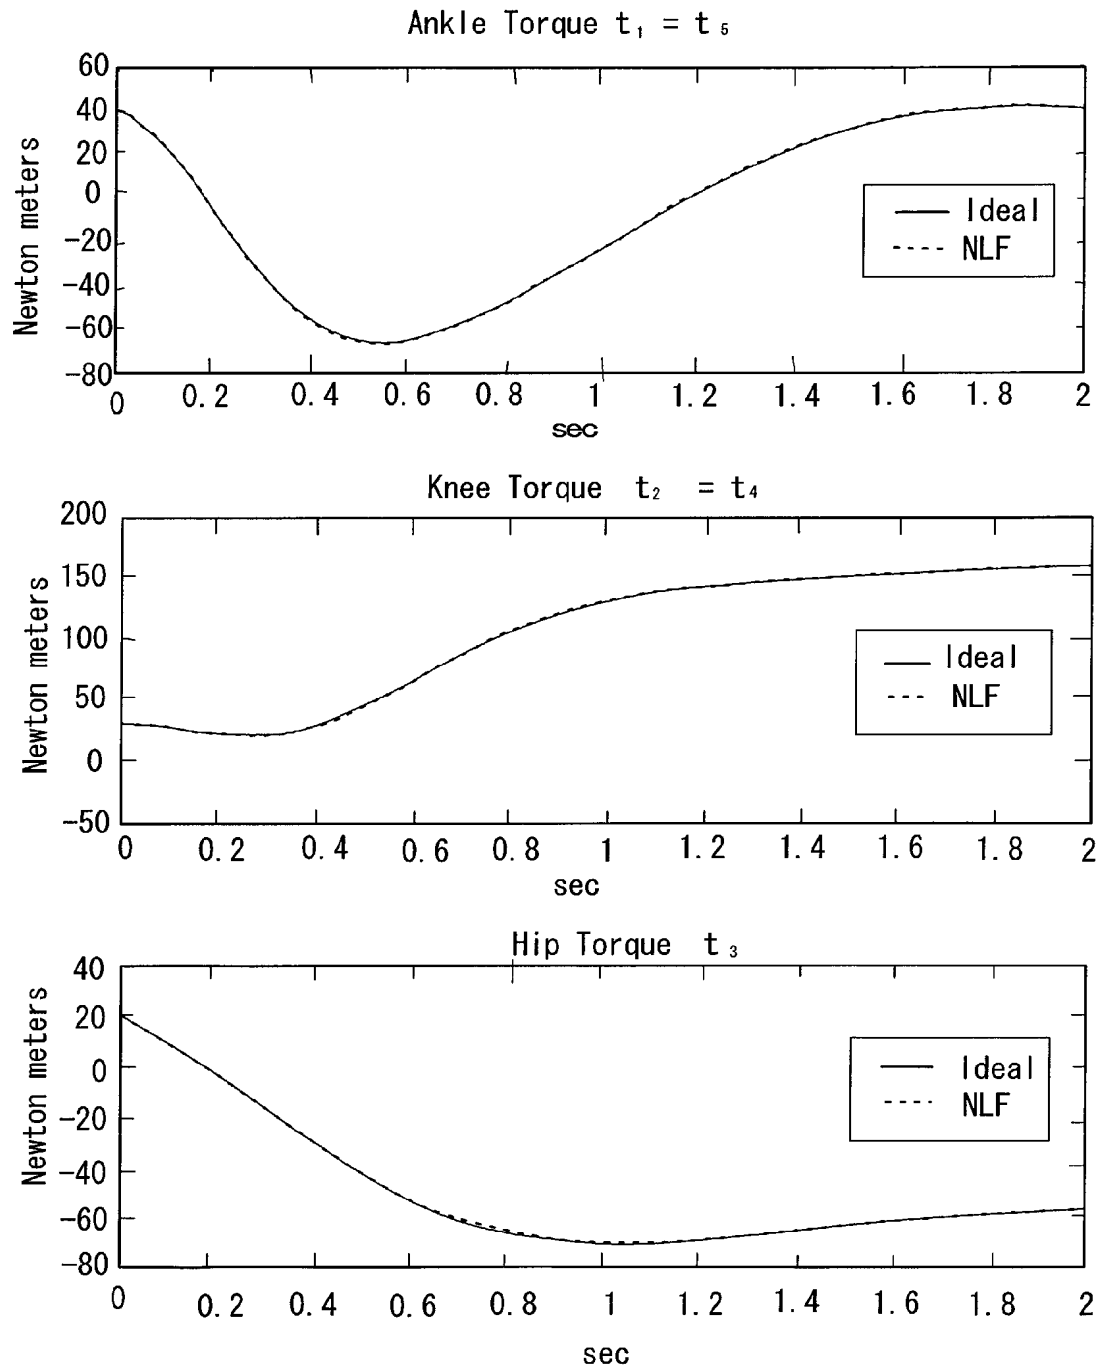 Ankle Torque t₁ = t₅
60
40
20
0
-20
-40
-60
-80
Newton meters
Ideal
NLF
0 0.2 0.4 0.6 0.8 1 1.2 1.4 1.6 1.8 2
sec
Knee Torque t₂ = t₄
200
150
100
50
0
-50
Newton meters
Ideal
NLF
0 0.2 0.4 0.6 0.8 1 1.2 1.4 1.6 1.8 2
sec
Hip Torque t₃
40
20
0
-20
-40
-60
-80
Newton meters
Ideal
NLF
0 0.2 0.4 0.6 0.8 1 1.2 1.4 1.6 1.8 2
sec